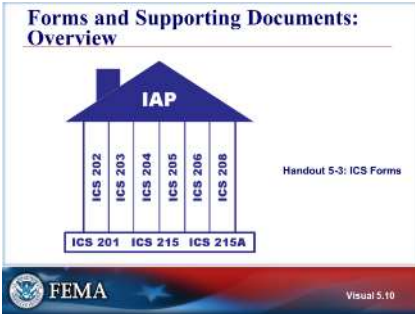 Forms and Supporting Documents:
Overview
IAP
ICS 202
ICS 203
ICS 204
ICS 205
ICS 206
ICS 208
Handout 5-3: ICS Forms
ICS 201 ICS 215 ICS 215A
FEMA
Visual 5.10